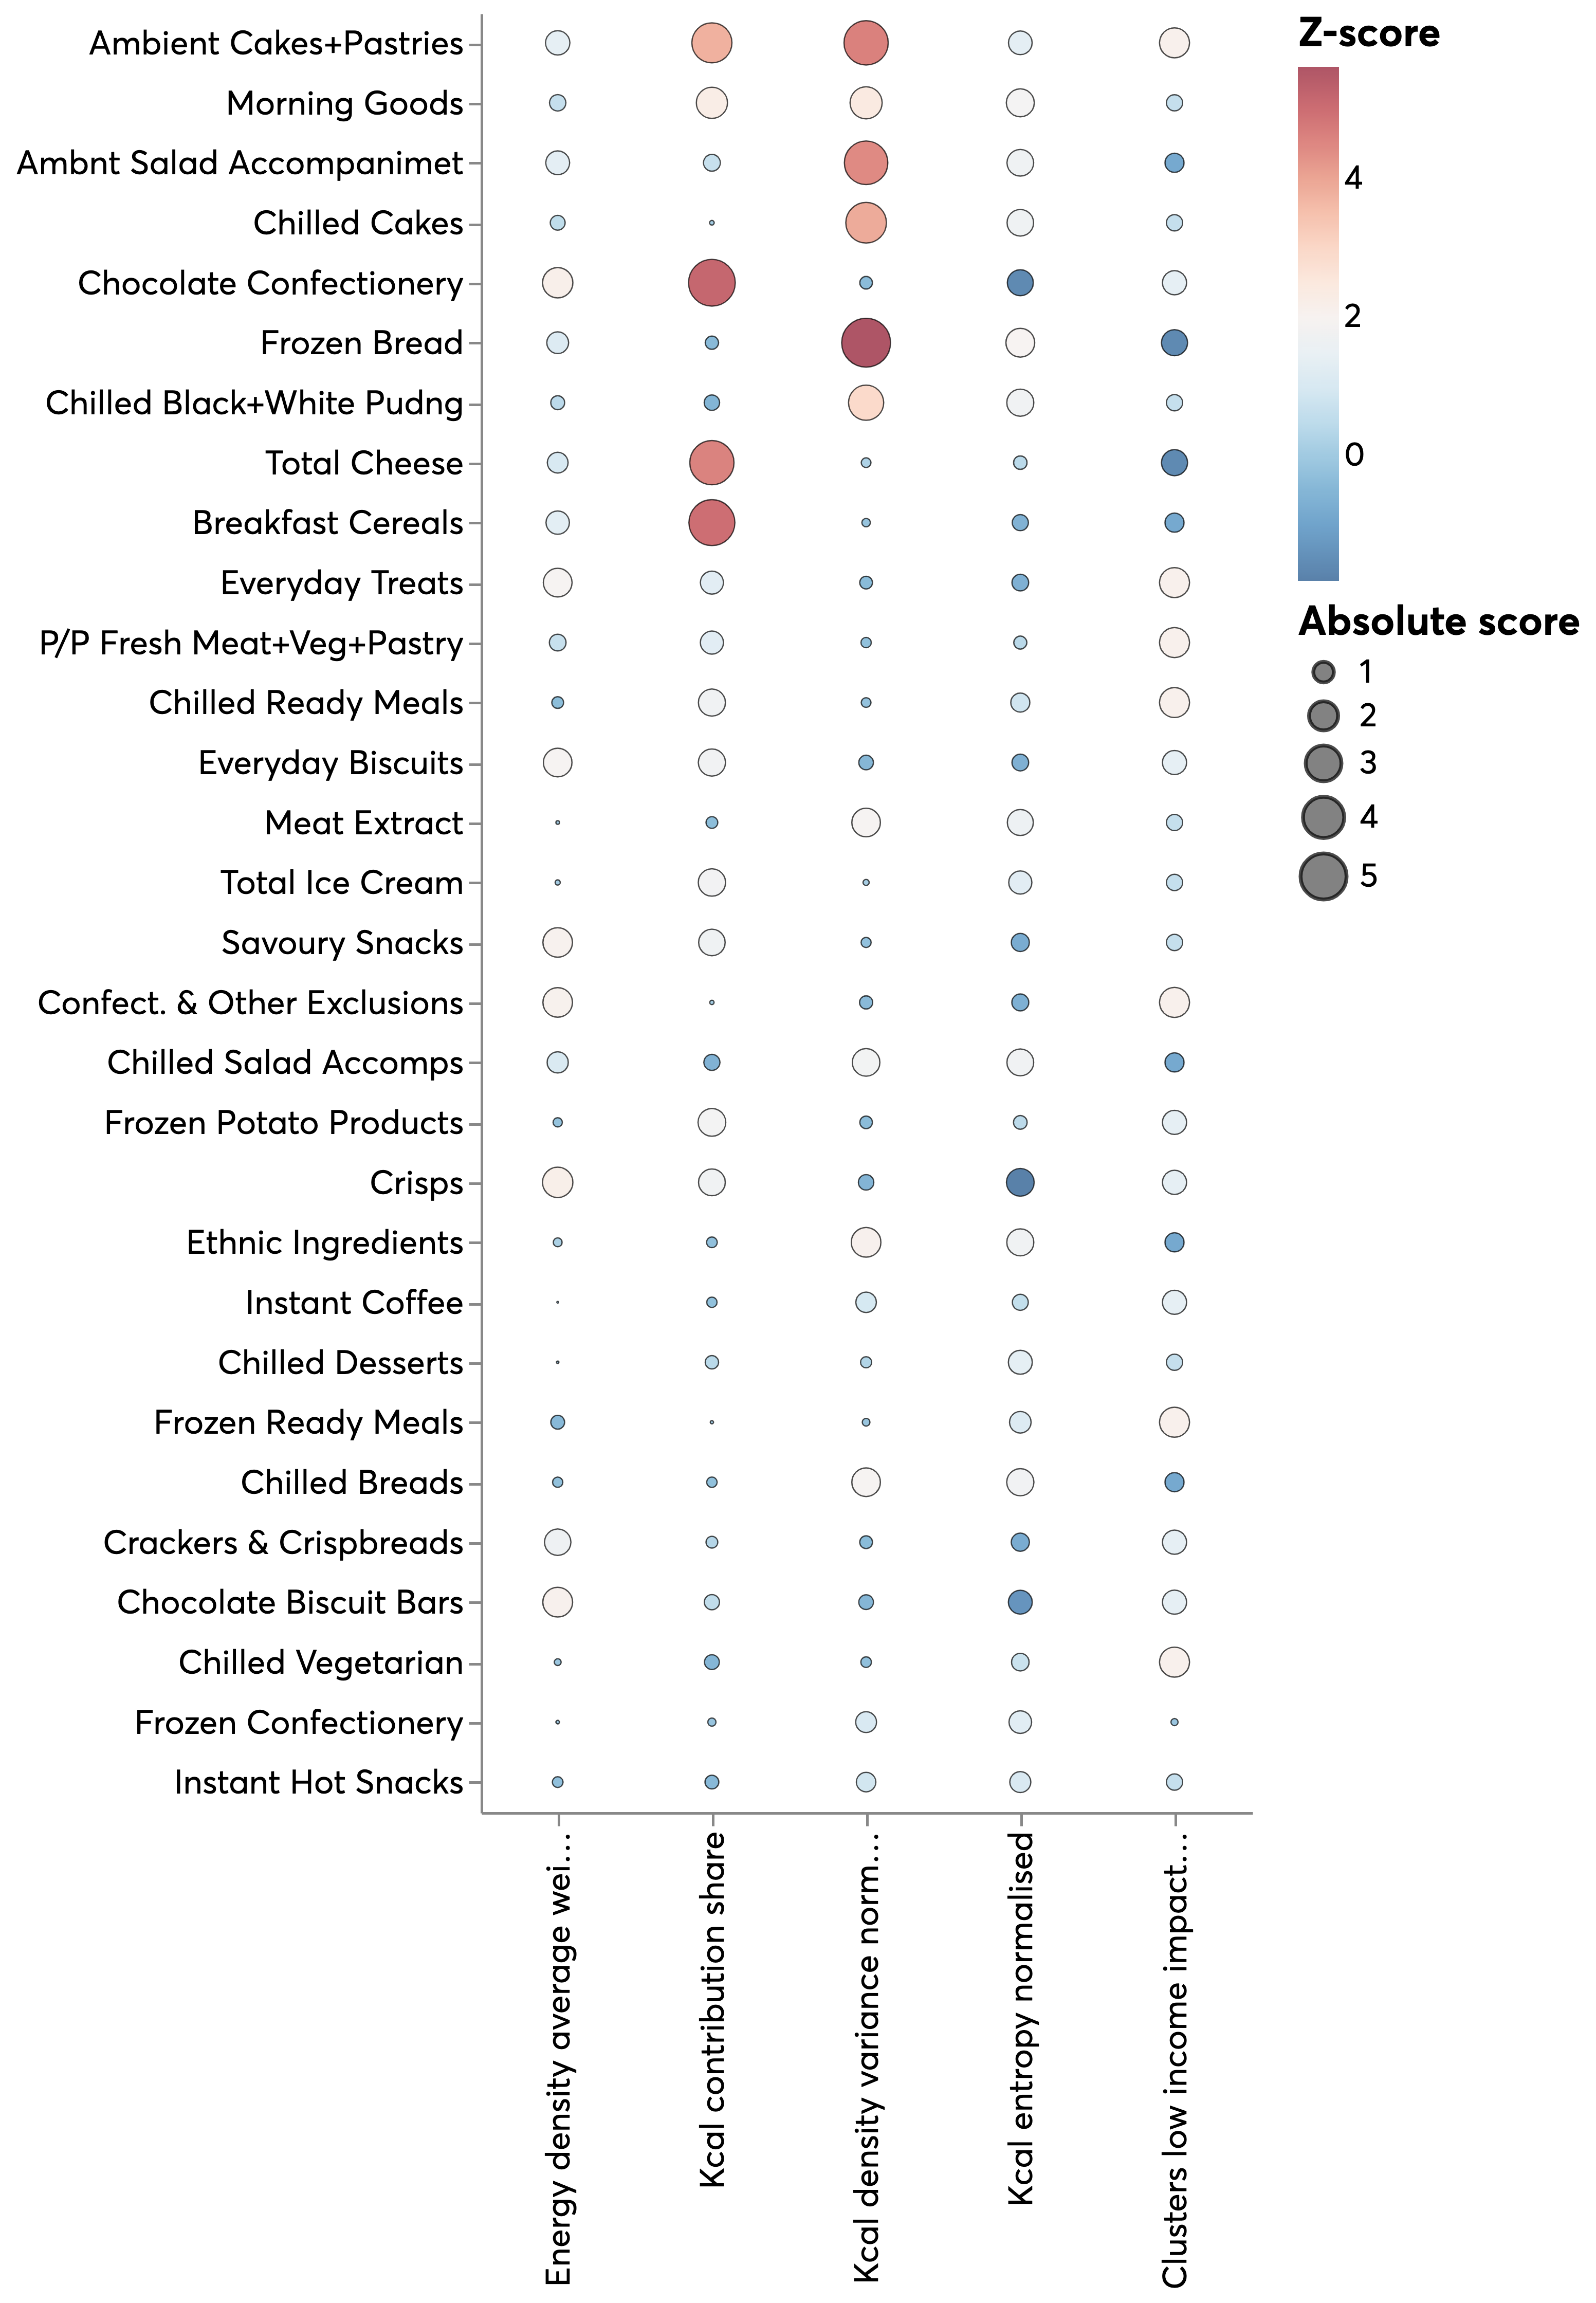 Ambient Cakes+Pastries
Morning Goods
Ambnt Salad Accompanimet
Chilled Cakes
Chocolate Confectionery
Frozen Bread
Chilled Black+White Pudng
Total Cheese
Breakfast Cereals
Everyday Treats
P/P Fresh Meat+Veg+Pastry
Chilled Ready Meals
Everyday Biscuits
Meat Extract
Total Ice Cream
Savoury Snacks
Confect. & Other Exclusions
Chilled Salad Accomps
Frozen Potato Products
Crisps
Ethnic Ingredients
Instant Coffee
Chilled Desserts
Frozen Ready Meals
Chilled Breads
Crackers & Crispbreads
Chocolate Biscuit Bars
Chilled Vegetarian
Frozen Confectionery
Instant Hot Snacks
Energy density average wei…
Kcal contribution share
Kcal density variance norm…
Kcal entropy normalised
Clusters low income impact…
Z-score
4
2
0
Absolute score
1
2
3
4
5